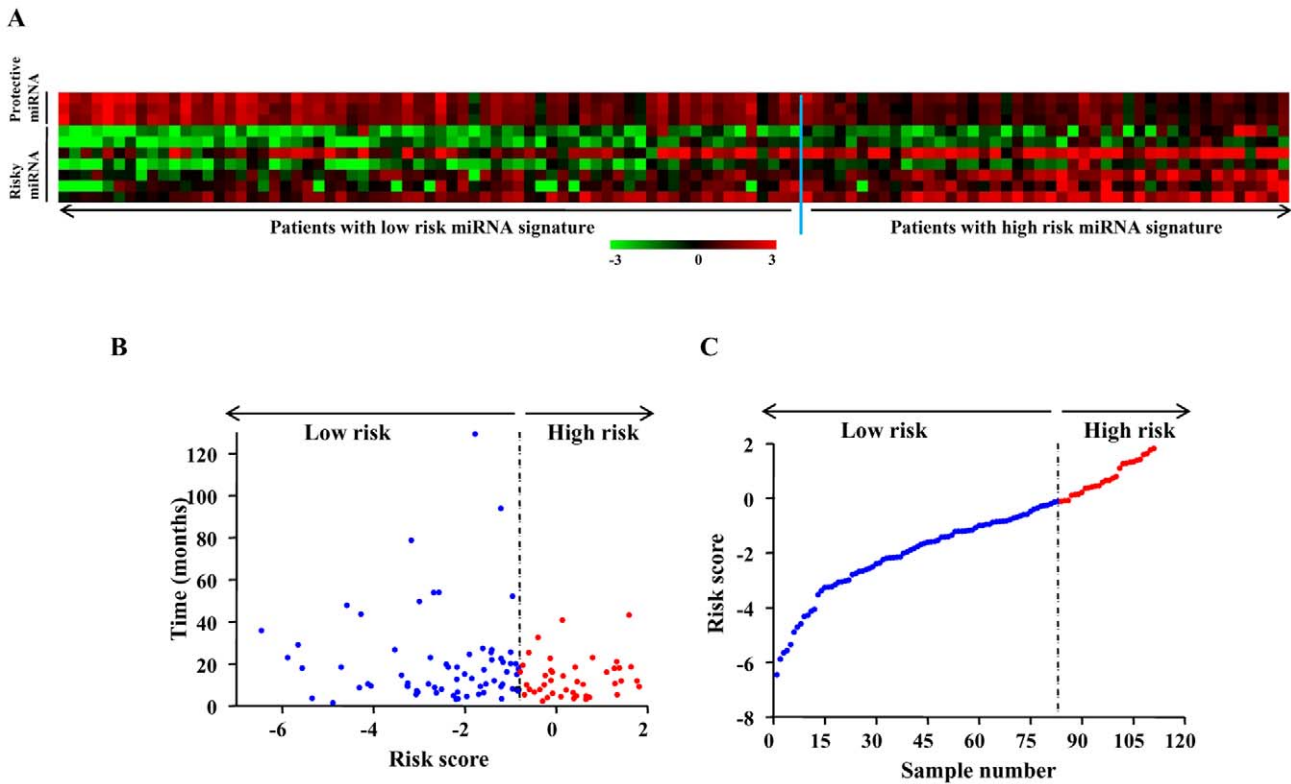 A
Protective
miRNA
Risky
miRNA
Patients with low risk miRNA signature
Patients with high risk miRNA signature
-3 0 3
B
Low risk
High risk
Time (months)
120
100
80
60
40
20
0
-6 -4 -2 0 2
Risk score
C
Low risk
High risk
Risk score
2
0
-2
-4
-6
-8
0 15 30 45 60 75 90 105 120
Sample number